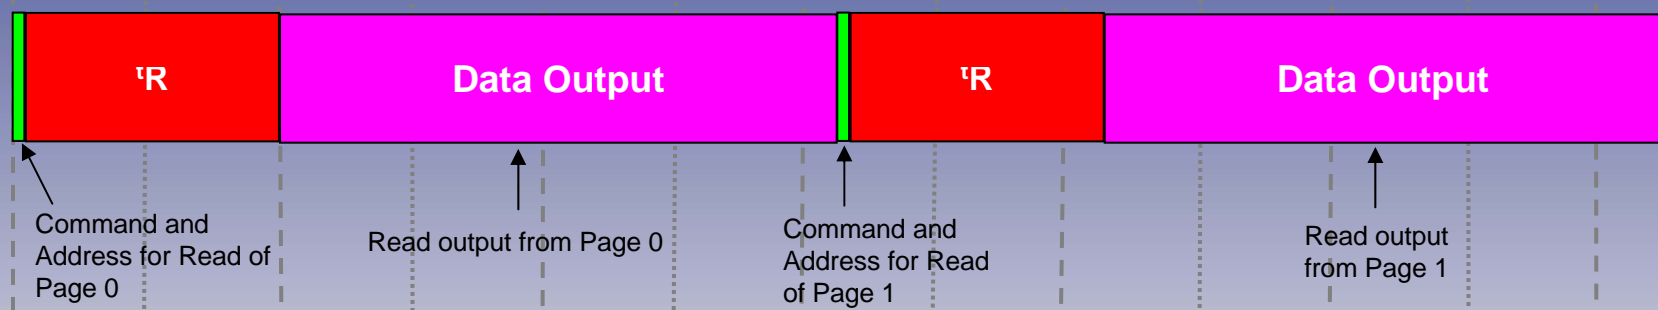 tR
Data Output
tR
Data Output
Command and
Address for Read of
Page 0
Read output from Page 0
Command and
Address for Read
of Page 1
Read output
from Page 1